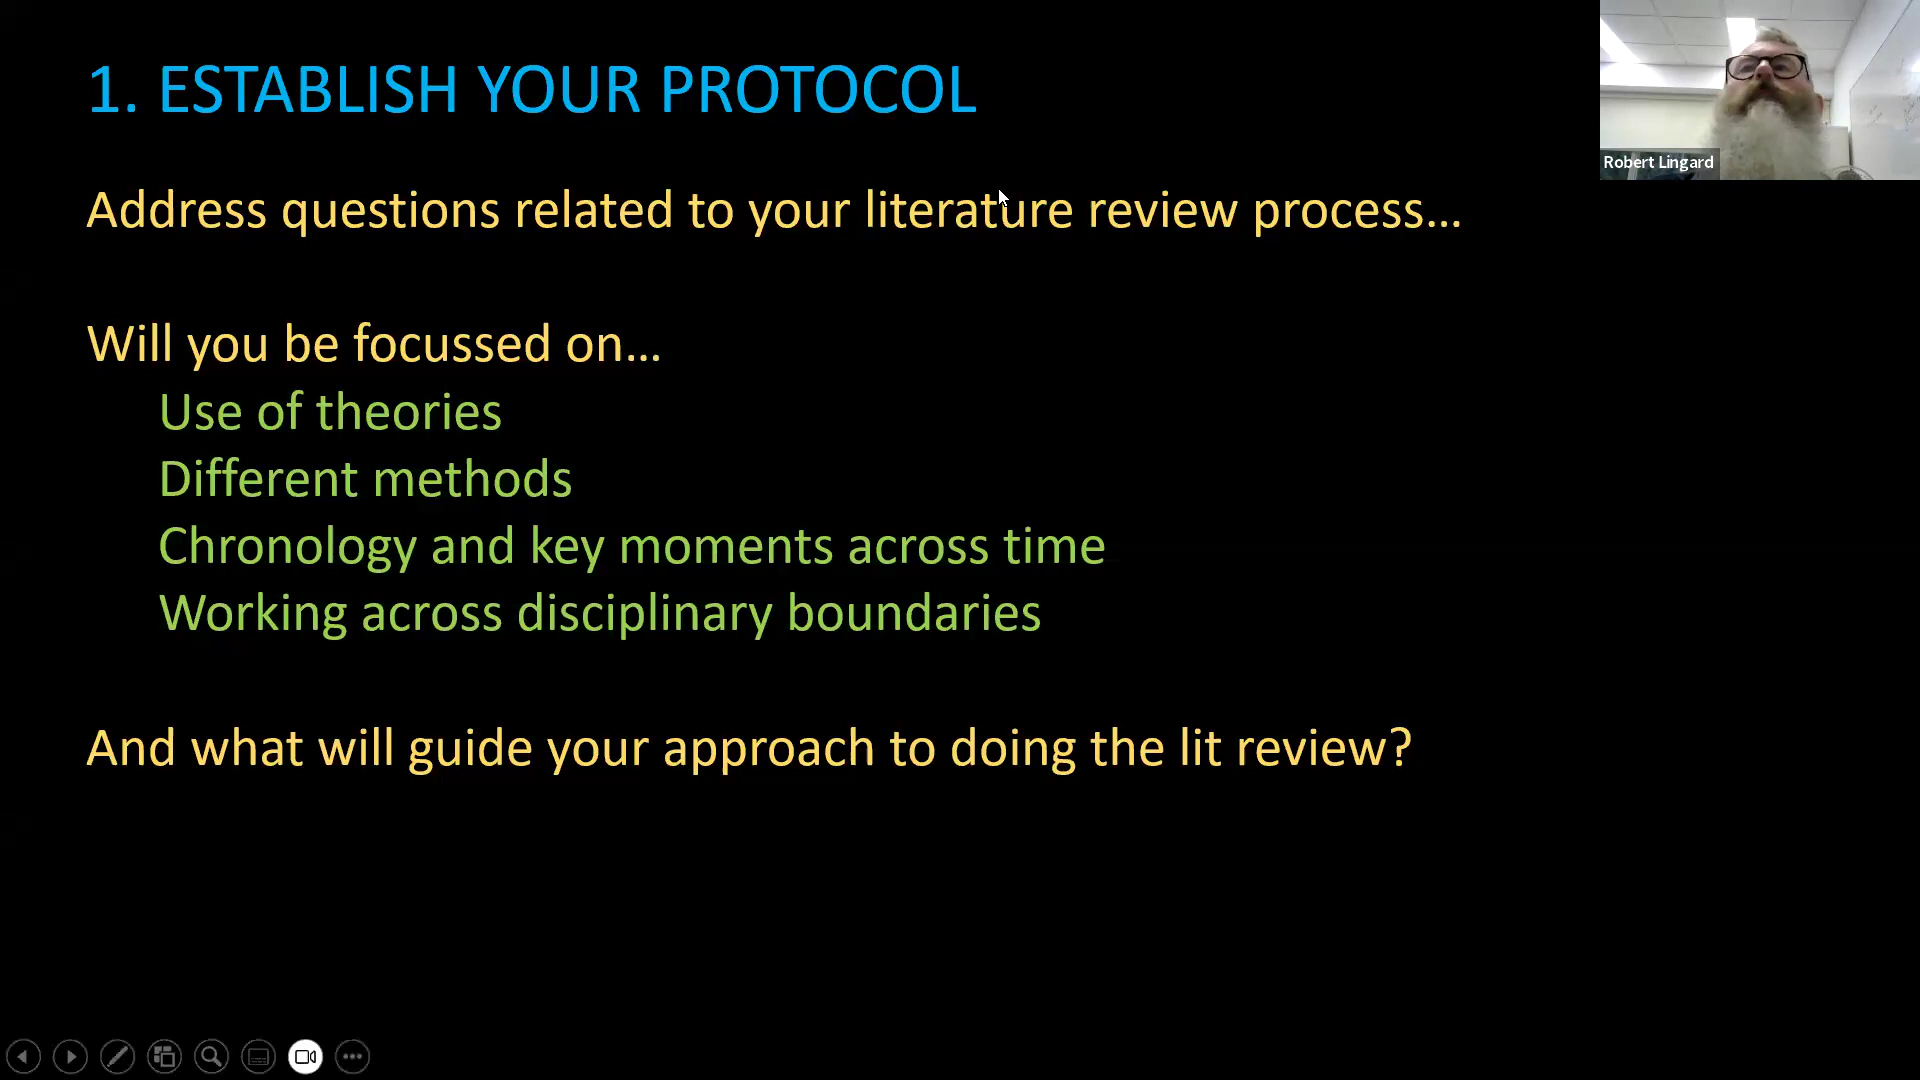 1. ESTABLISH YOUR PROTOCOL
Robert Lingard
Address questions related to your literature review process...
Will you be focussed on...
Use of theories
Different methods
Chronology and key moments across time
Working across disciplinary boundaries
And what will guide your approach to doing the lit review?